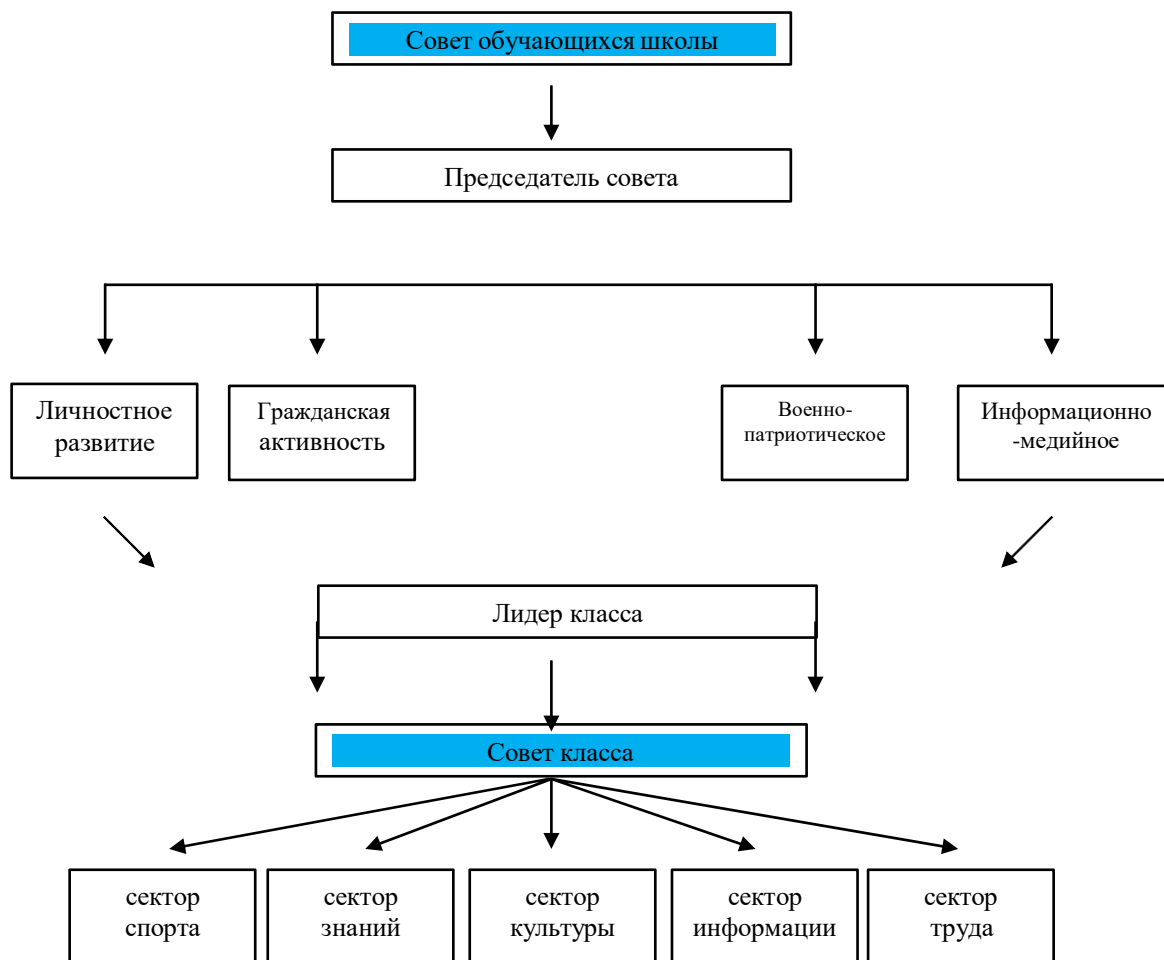 Совет обучающихся школы
Председатель совета
Личностное
развитие
Гражданская
активность
Военно-
патриотическое
Информационно
-медийное
Лидер класса
Совет класса
сектор
спорта
сектор
знаний
сектор
культуры
сектор
информации
сектор
труда